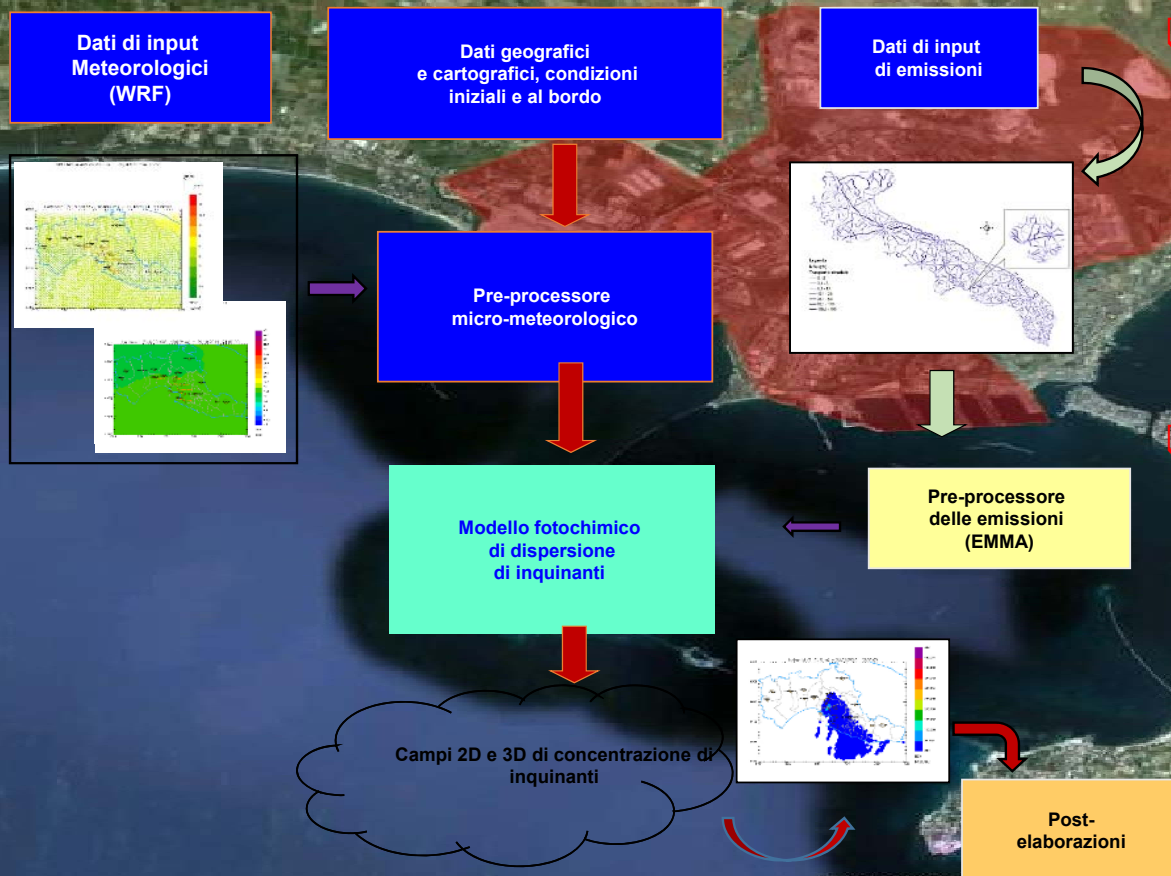 Dati di input
Meteorologici
(WRF)
Dati geografici
e cartografici, condizioni
iniziali e al bordo
Dati di input
di emissioni
Pre-processore
micro-meteorologico
Modello fotochimico
di dispersione
di inquinanti
Pre-processore
delle emissioni
(EMMA)
Campi 2D e 3D di concentrazione di
inquinanti
Post-
elaborazioni